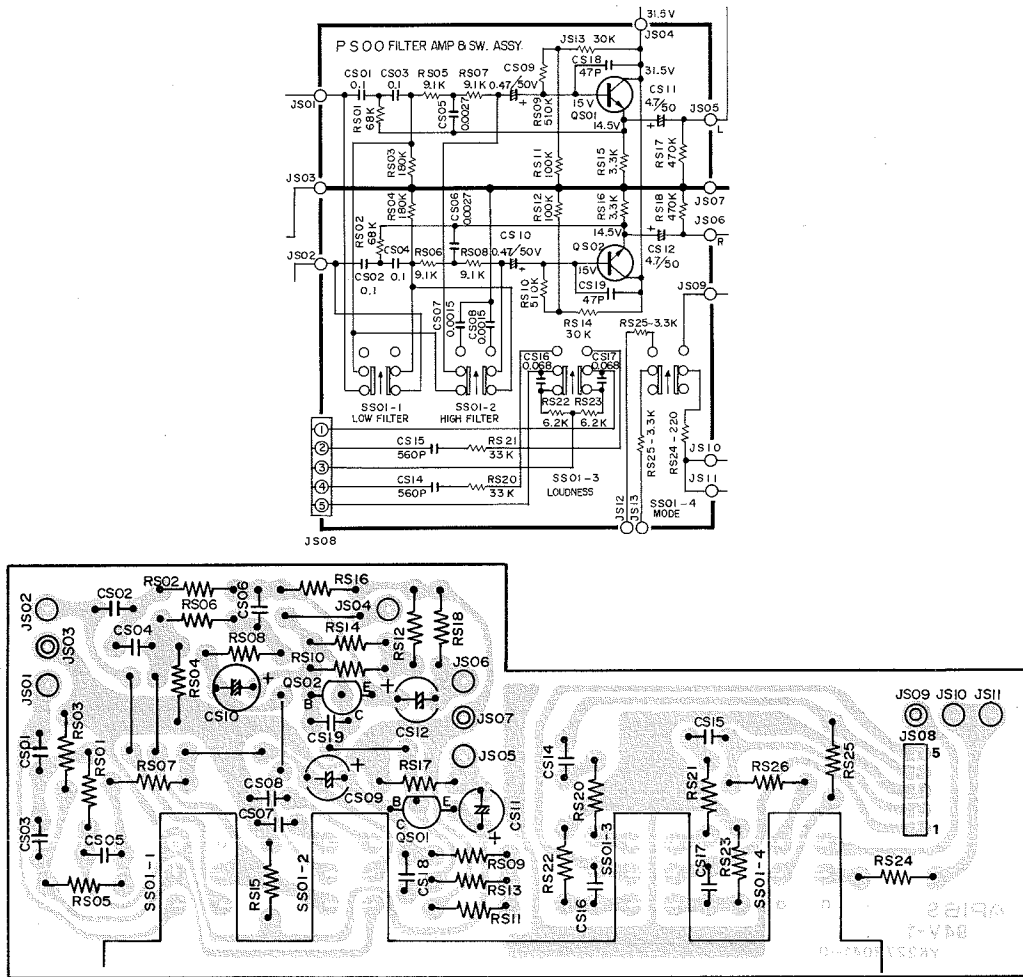 31.5V
JS04
PS00 FILTER AMP & SW. ASSY.
JS13 30K
CS18
47P
31.5V
CS01
0.1
CS03
0.1
RS05
9.1K
RS07
9.1K
CS09
0.47/50V
+
RS09
510K
CS11
4.7/50
+
JS01
RS01
68K
CS05
0.0027
15V
QS01
14.5V
JS05
L
RS03
180K
RS11
100K
RS15
3.3K
RS17
470K
JS03
JS07
RS04
180K
CS06
0.0027
RS12
100K
RS16
3.3K
RS18
470K
JS06
R
RS02
68K
CS04
0.1
CS10
0.47/50V
+
14.5V
QS02
+
CS12
4.7/50
JS02
CS02
0.1
RS06
9.1K
RS08
9.1K
RS10
510K
15V
CS19
47P
JS09
CS07
0.0015
CS08
0.0015
RS14
30K
RS25-3.3K
CS16
0.068
CS17
0.068
SS01-1
LOW FILTER
SS01-2
HIGH FILTER
RS22
6.2K
RS23
6.2K
RS25-3.3K
RS24-220
1
2
3
4
5
CS15
560P
RS21
33K
CS14
560P
RS20
33K
SS01-3
LOUDNESS
JS10
JS11
JS12
JS13
SS01-4
MODE
JS08
JS02
CS02
RS02
RS06
CS06
RS16
JS04
RS12
RS18
JS03
CS04
RS08
RS14
RS10
JS01
RS04
CS10
+
QS02
B
E
C
+
CS12
JS06
JS07
CS19
RS03
CS01
RS01
RS07
CS08
CS07
+
CS09
RS17
JS05
B
E
C
QS01
CS11
+
CS03
CS05
RS05
SS01-1
RS15
SS01-2
CS18
RS09
RS13
RS11
CS14
RS20
CS15
RS21
RS26
RS25
JS09
JS10
JS11
JS08
5
1
RS22
CS16
SS01-3
CS17
RS23
SS01-4
RS24